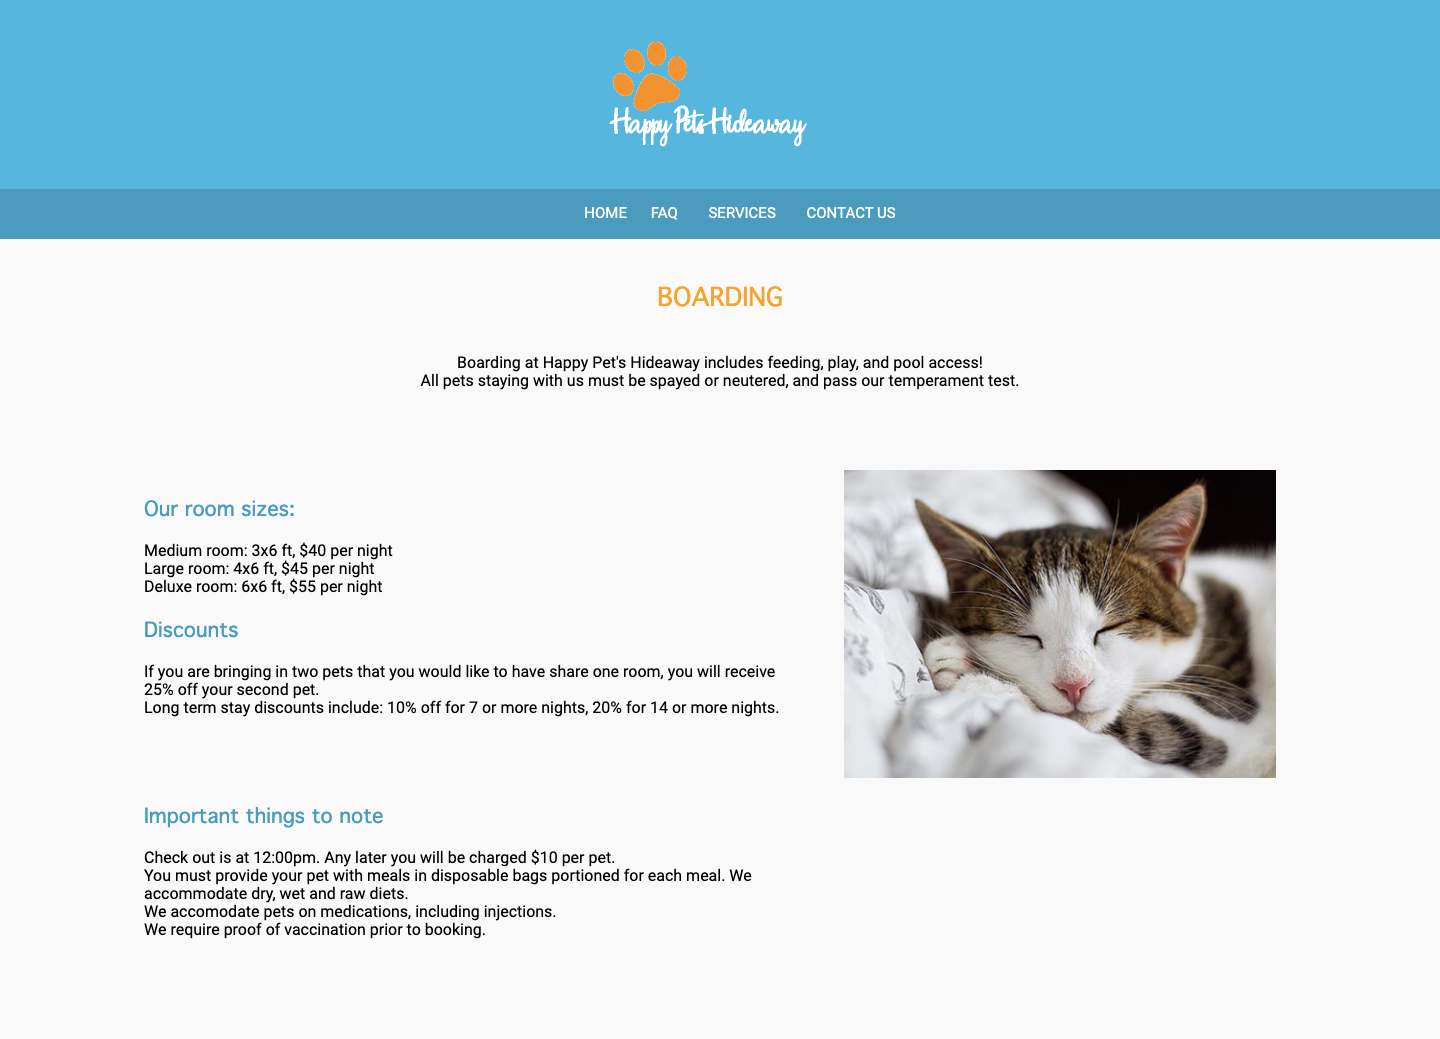 Happy Pets Hideaway
HOME FAQ SERVICES CONTACT US
BOARDING
Boarding at Happy Pet's Hideaway includes feeding, play, and pool access!
All pets staying with us must be spayed or neutered, and pass our temperament test.
Our room sizes:
Medium room: 3x6 ft, $40 per night
Large room: 4x6 ft, $45 per night
Deluxe room: 6x6 ft, $55 per night
Discounts
If you are bringing in two pets that you would like to have share one room, you will receive
25% off your second pet.
Long term stay discounts include: 10% off for 7 or more nights, 20% for 14 or more nights.
Important things to note
Check out is at 12:00pm. Any later you will be charged $10 per pet.
You must provide your pet with meals in disposable bags portioned for each meal. We
accommodate dry, wet and raw diets.
We accomodate pets on medications, including injections.
We require proof of vaccination prior to booking.